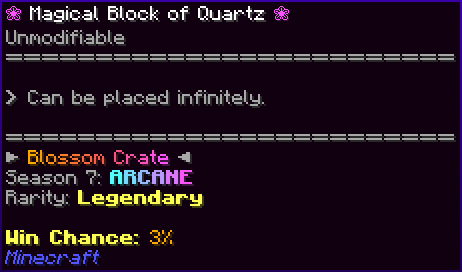 ❀ Magical Block of Quartz ❀
Unmodifiable
============================
> Can be placed infinitely.
============================
► Blossom Crate ◄
Season 7: ARCANE
Rarity: Legendary
Win Chance: 3%
Minecraft